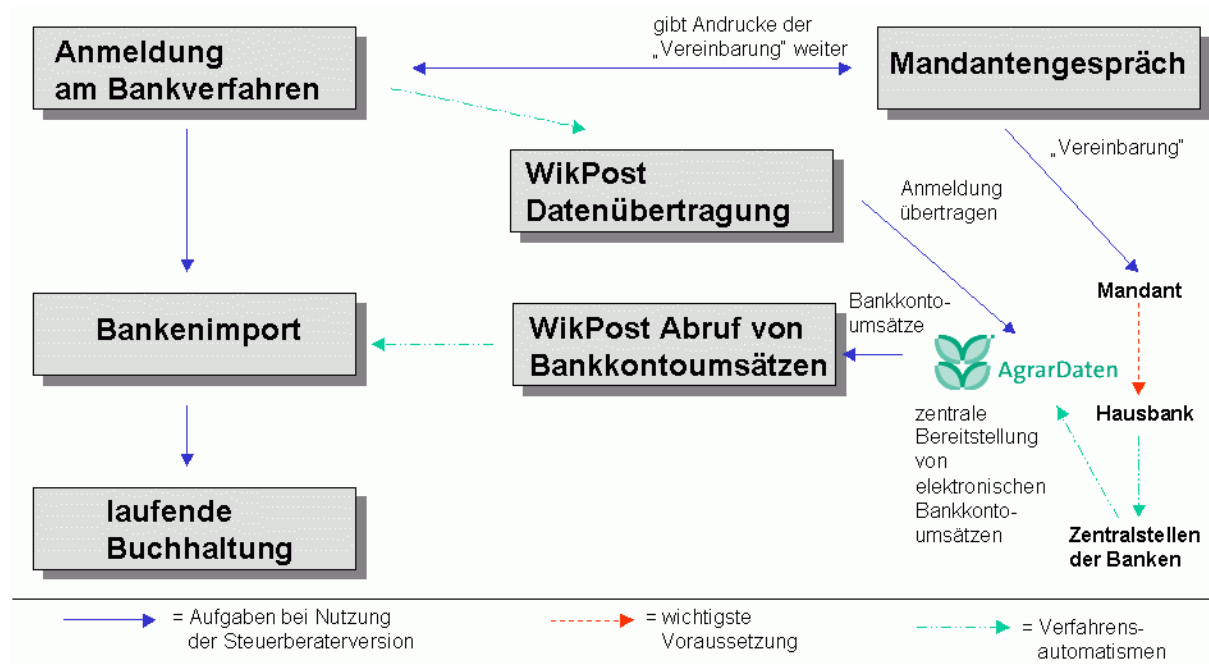 Anmeldung
am Bankverfahren
gibt Andrucke der
„Vereinbarung" weiter
Mandantengespräch
„Vereinbarung"
WikPost
Datenübertragung
Anmeldung
übertragen
Mandant
Bankenimport
WikPost Abruf von
Bankkontoumsätzen
Bankkonto-
umsätze
AgrarDaten
zentrale
Bereitstellung
von
elektronischen
Bankkonto-
umsätzen
Hausbank
Zentralstellen
der Banken
laufende
Buchhaltung
= Aufgaben bei Nutzung
der Steuerberaterversion
= wichtigste
Voraussetzung
= Verfahrens-
automatismen